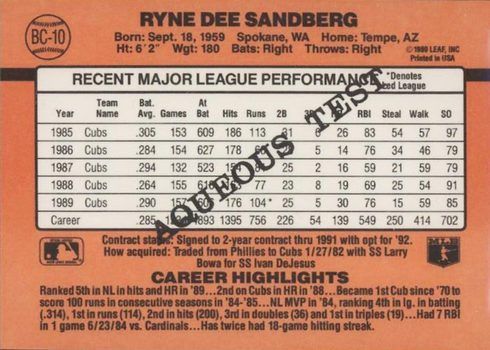 BC-10
RYNE DEE SANDBERG
Born: Sept. 18, 1959 Spokane, WA Home: Tempe, AZ
Ht: 6'2" Wgt: 180 Bats: Right Throws: Right
©1990 LEAF, INC
Printed in USA
RECENT MAJOR LEAGUE PERFORMANCE *Denotes
League
Year Team Name Bat. Avg. Games At Bat Hits Runs 2B HR RBI Steal Walk SO
1985 Cubs .305 153 609 186 113 31 6 26 83 54 57 97
1986 Cubs .284 154 178 68 5 14 76 34 46 79
1987 Cubs .294 132 523 2 16 59 21 59 79
1988 Cubs .264 155 77 23 8 19 69 25 54 91
1989 Cubs .290 157 176 104* 25 5 30 76 15 59 85
Career .285 1395 756 226 54 139 549 250 414 702
AQUEOUS TEST
Contract status: Signed to 2-year contract thru 1991 with opt for '92.
How acquired: Traded from Phillies to Cubs 1/27/82 with SS Larry
Bowa for SS Ivan DeJesus
MLB
CAREER HIGHLIGHTS
Ranked 5th in NL in hits and HR in '89...2nd on Cubs in HR in '88...Became 1st Cub since '70 to
score 100 runs in consecutive seasons in '84-'85...NL MVP in '84, ranking 4th in lg. in batting
(.314), 1st in runs (114), 2nd in hits (200), 3rd in doubles (36) and 1st in triples (19)...Had 7 RBI
in 1 game 6/23/84 vs. Cardinals...Has twice had 18-game hitting streak.